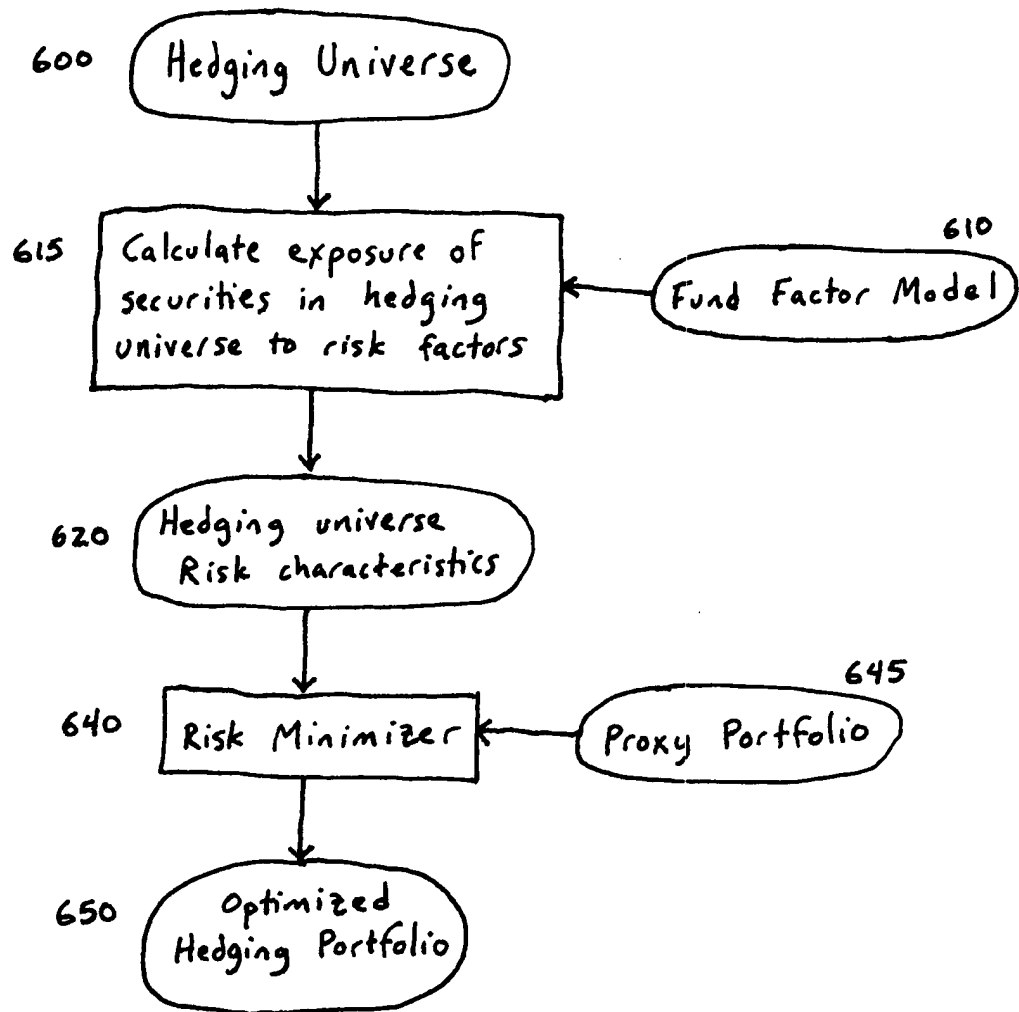 600
Hedging Universe
610
615
Calculate exposure of
securities in hedging
universe to risk factors
Fund Factor Model
620
Hedging universe
Risk characteristics
645
640
Risk Minimizer
Proxy Portfolio
650
Optimized
Hedging Portfolio